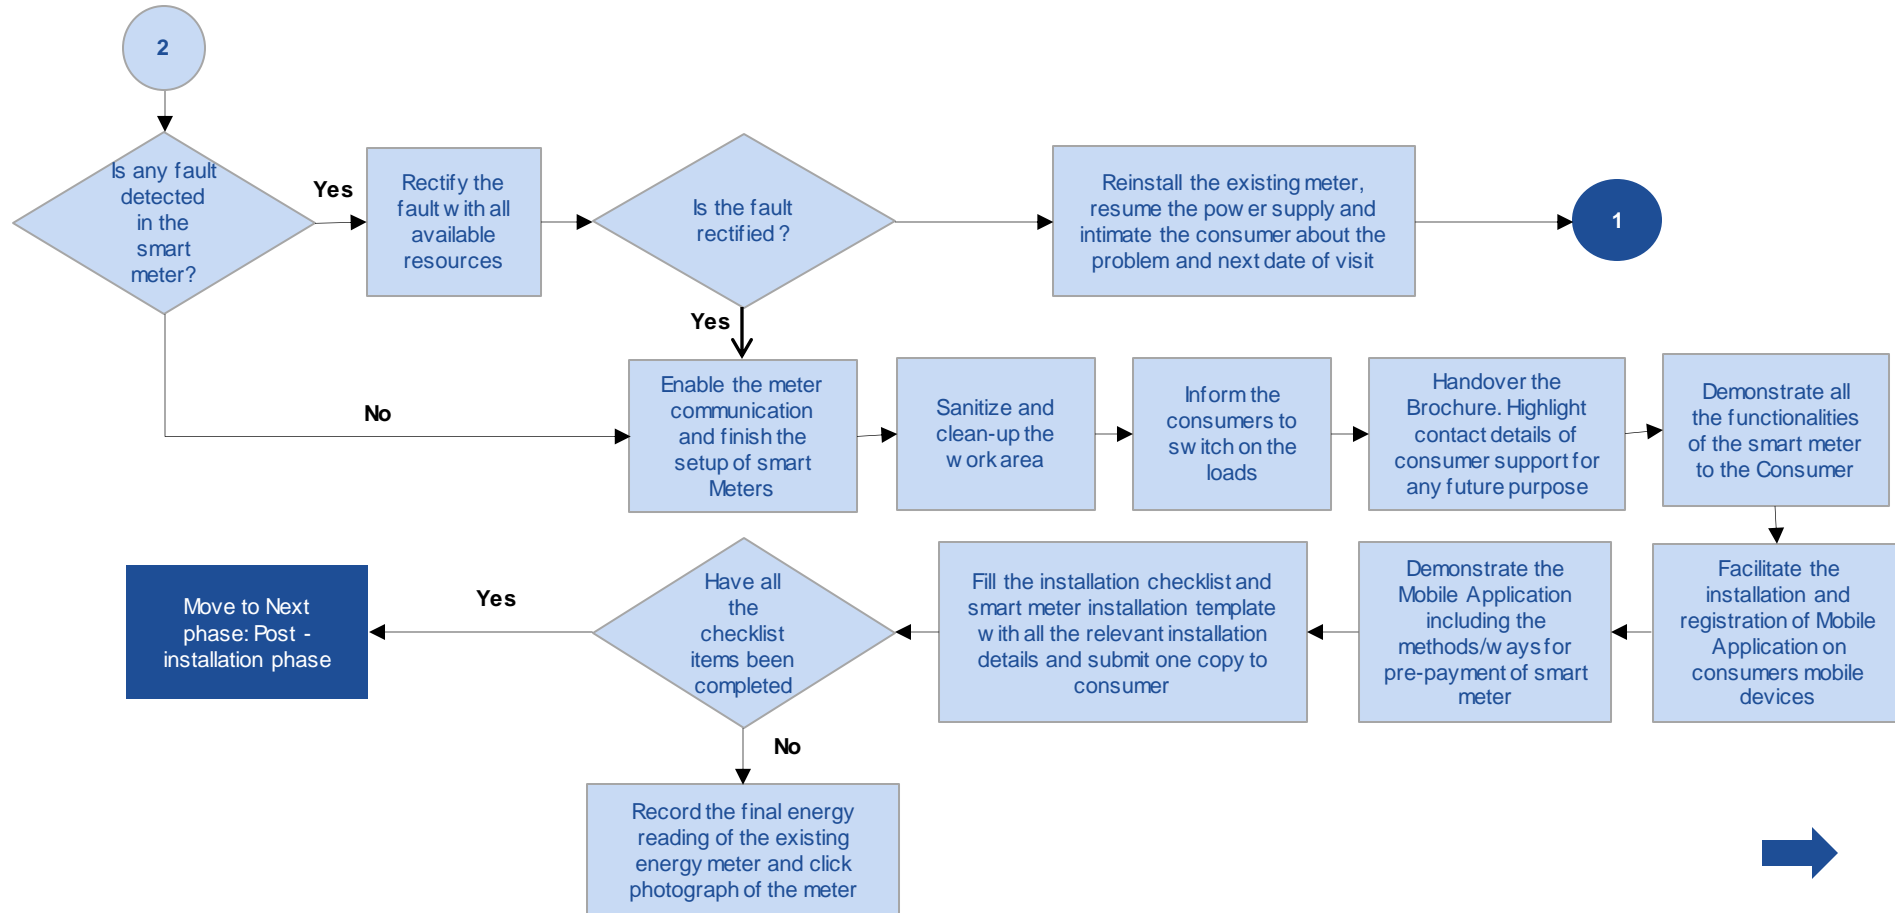 2
Is any fault
detected
in the
smart
meter?
Yes
Rectify the
fault with all
available
resources
Is the fault
rectified ?
Reinstall the existing meter,
resume the power supply and
intimate the consumer about the
problem and next date of visit
1
Yes
No
Enable the meter
communication
and finish the
setup of smart
Meters
Sanitize and
clean-up the
work area
Inform the
consumers to
switch on the
loads
Handover the
Brochure. Highlight
contact details of
consumer support for
any future purpose
Demonstrate all
the functionalities
of the smart meter
to the Consumer
Move to Next
phase: Post -
installation phase
Yes
Have all
the
checklist
items been
completed
Fill the installation checklist and
smart meter installation template
with all the relevant installation
details and submit one copy to
consumer
Demonstrate the
Mobile Application
including the
methods/ways for
pre-payment of smart
meter
Facilitate the
installation and
registration of Mobile
Application on
consumers mobile
devices
No
Record the final energy
reading of the existing
energy meter and click
photograph of the meter